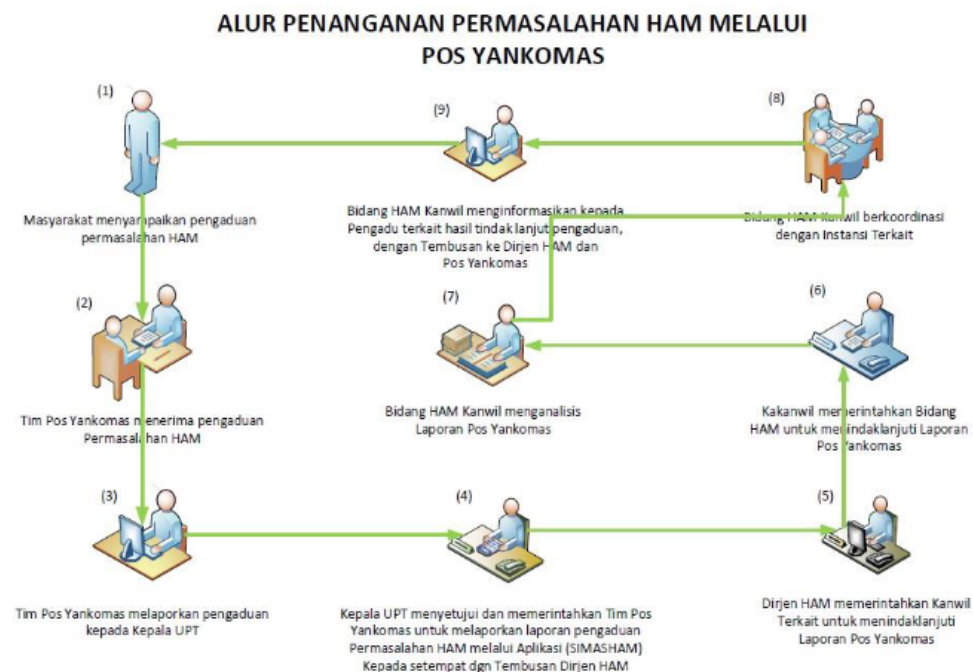 ALUR PENANGANAN PERMASALAHAN HAM MELALUI
POS YANKOMAS
(1)
Masyarakat menyampaikan pengaduan
permasalahan HAM
(2)
Tim Pos Yankomas menerima pengaduan
Permasalahan HAM
(3)
Tim Pos Yankomas melaporkan pengaduan
kepada Kepala UPT
(4)
Kepala UPT menyetujui dan memerintahkan Tim Pos
Yankomas untuk melaporkan laporan pengaduan
Permasalahan HAM melalui Aplikasi (SIMASHAM)
Kepada setempat dgn Tembusan Dirjen HAM
(5)
Dirjen HAM memerintahkan Kanwil
Terkait untuk menindaklanjuti
Laporan Pos Yankomas
(6)
Kakanwil memerintahkan Bidang
HAM untuk menindaklanjuti Laporan
Pos Yankomas
(7)
Bidang HAM Kanwil menganalisis
Laporan Pos Yankomas
(8)
Bidang HAM Kanwil berkoordinasi
dengan Instansi Terkait
(9)
Bidang HAM Kanwil menginformasikan kepada
Pengadu terkait hasil tindak lanjut pengaduan,
dengan Tembusan ke Dirjen HAM dan
Pos Yankomas